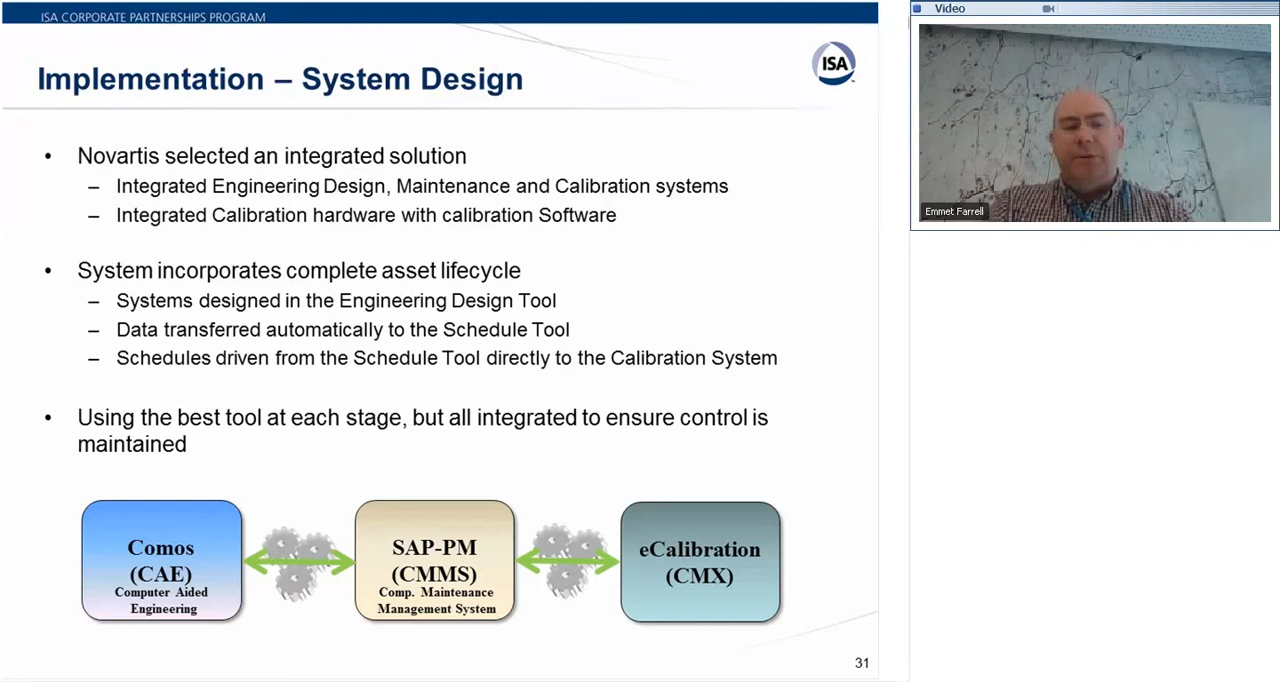 ISA CORPORATE PARTNERSHIPS PROGRAM
Implementation – System Design
ISA
• Novartis selected an integrated solution
– Integrated Engineering Design, Maintenance and Calibration systems
– Integrated Calibration hardware with calibration Software
• System incorporates complete asset lifecycle
– Systems designed in the Engineering Design Tool
– Data transferred automatically to the Schedule Tool
– Schedules driven from the Schedule Tool directly to the Calibration System
• Using the best tool at each stage, but all integrated to ensure control is
maintained
Comos
(CAE)
Computer Aided
Engineering
SAP-PM
(CMMS)
Comp. Maintenance
Management System
eCalibration
(CMX)
31
Video
Emmet Farrell